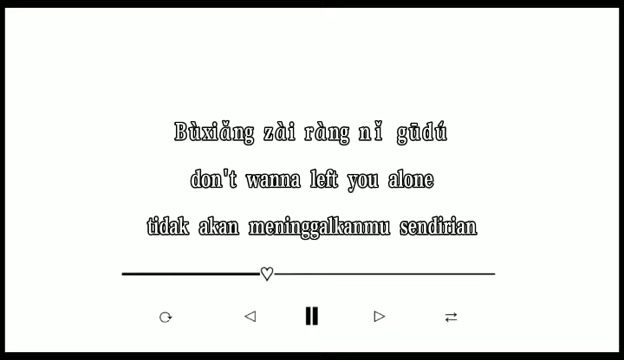 Bùxiǎng zài ràng nǐ gūdú
don't wanna left you alone
tidak akan meninggalkanmu sendirian